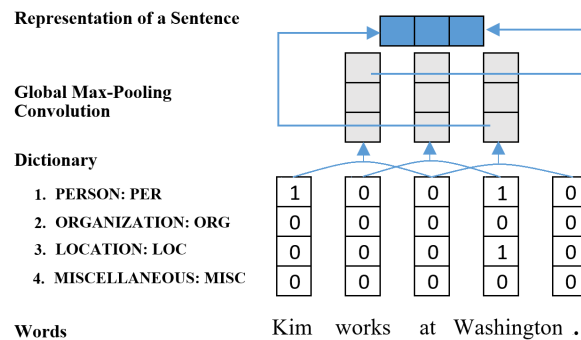 Representation of a Sentence
Global Max-Pooling
Convolution
Dictionary
1. PERSON: PER
2. ORGANIZATION: ORG
3. LOCATION: LOC
4. MISCELLANEOUS: MISC
1 0 0 1 0
0 0 0 0 0
0 0 0 1 0
0 0 0 0 0
Words
Kim works at Washington .